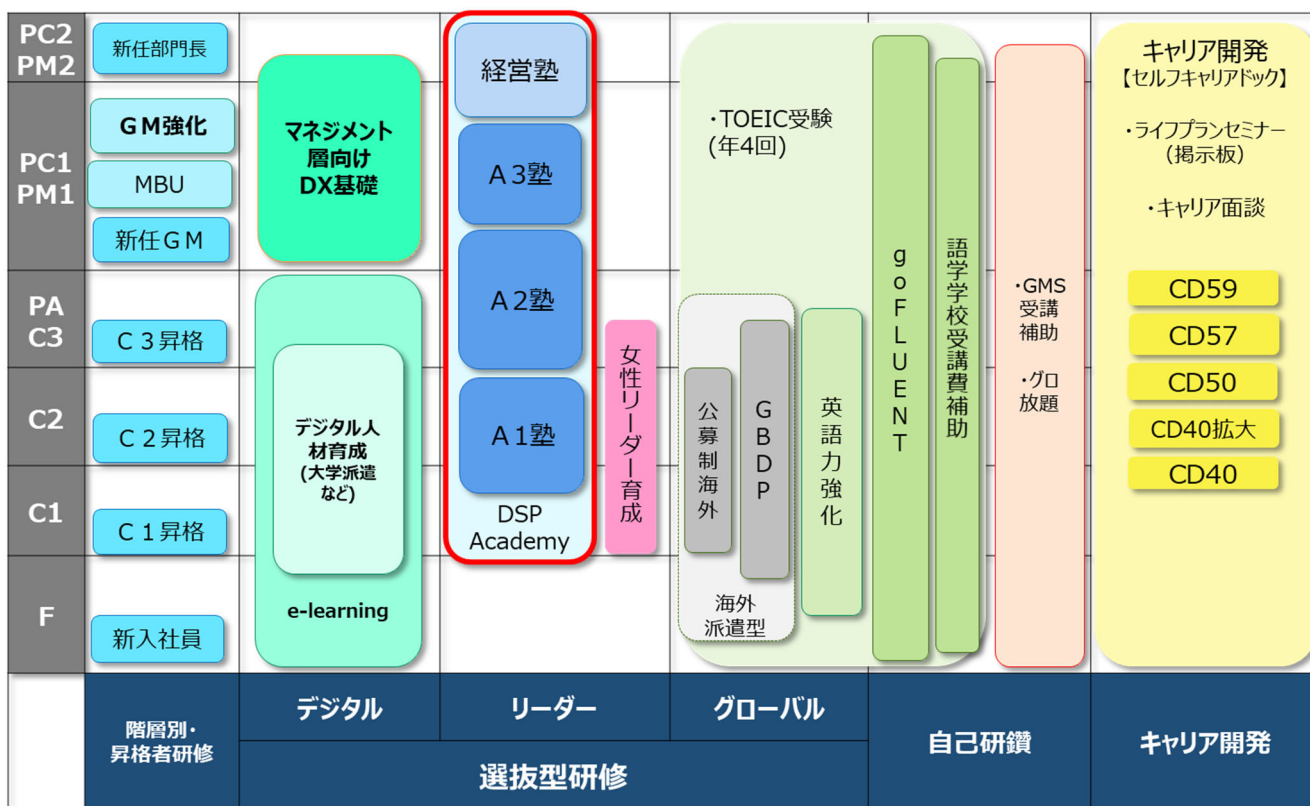 PC2
PM2
PC1
PM1
PA
C3
C2
C1
F
新任部門長
GM強化
MBU
新任GM
C3昇格
C2昇格
C1昇格
新入社員
マネジメント
層向け
DX基礎
デジタル人
材育成
(大学派遣
など)
e-learning
経営塾
A3塾
A2塾
A1塾
DSP
Academy
女性リーダー育成
・TOEIC受験
(年4回)
公募制海外
GBDP
海外
派遣型
英語力強化
goFLUENT
語学学校受講費補助
・GMS
受講
補助
・グロ
放題
キャリア開発
【セルフキャリアドック】
・ライフプランセミナー
(掲示板)
・キャリア面談
CD59
CD57
CD50
CD40拡大
CD40
階層別・
昇格者研修
デジタル
リーダー
グローバル
選抜型研修
自己研鑽
キャリア開発